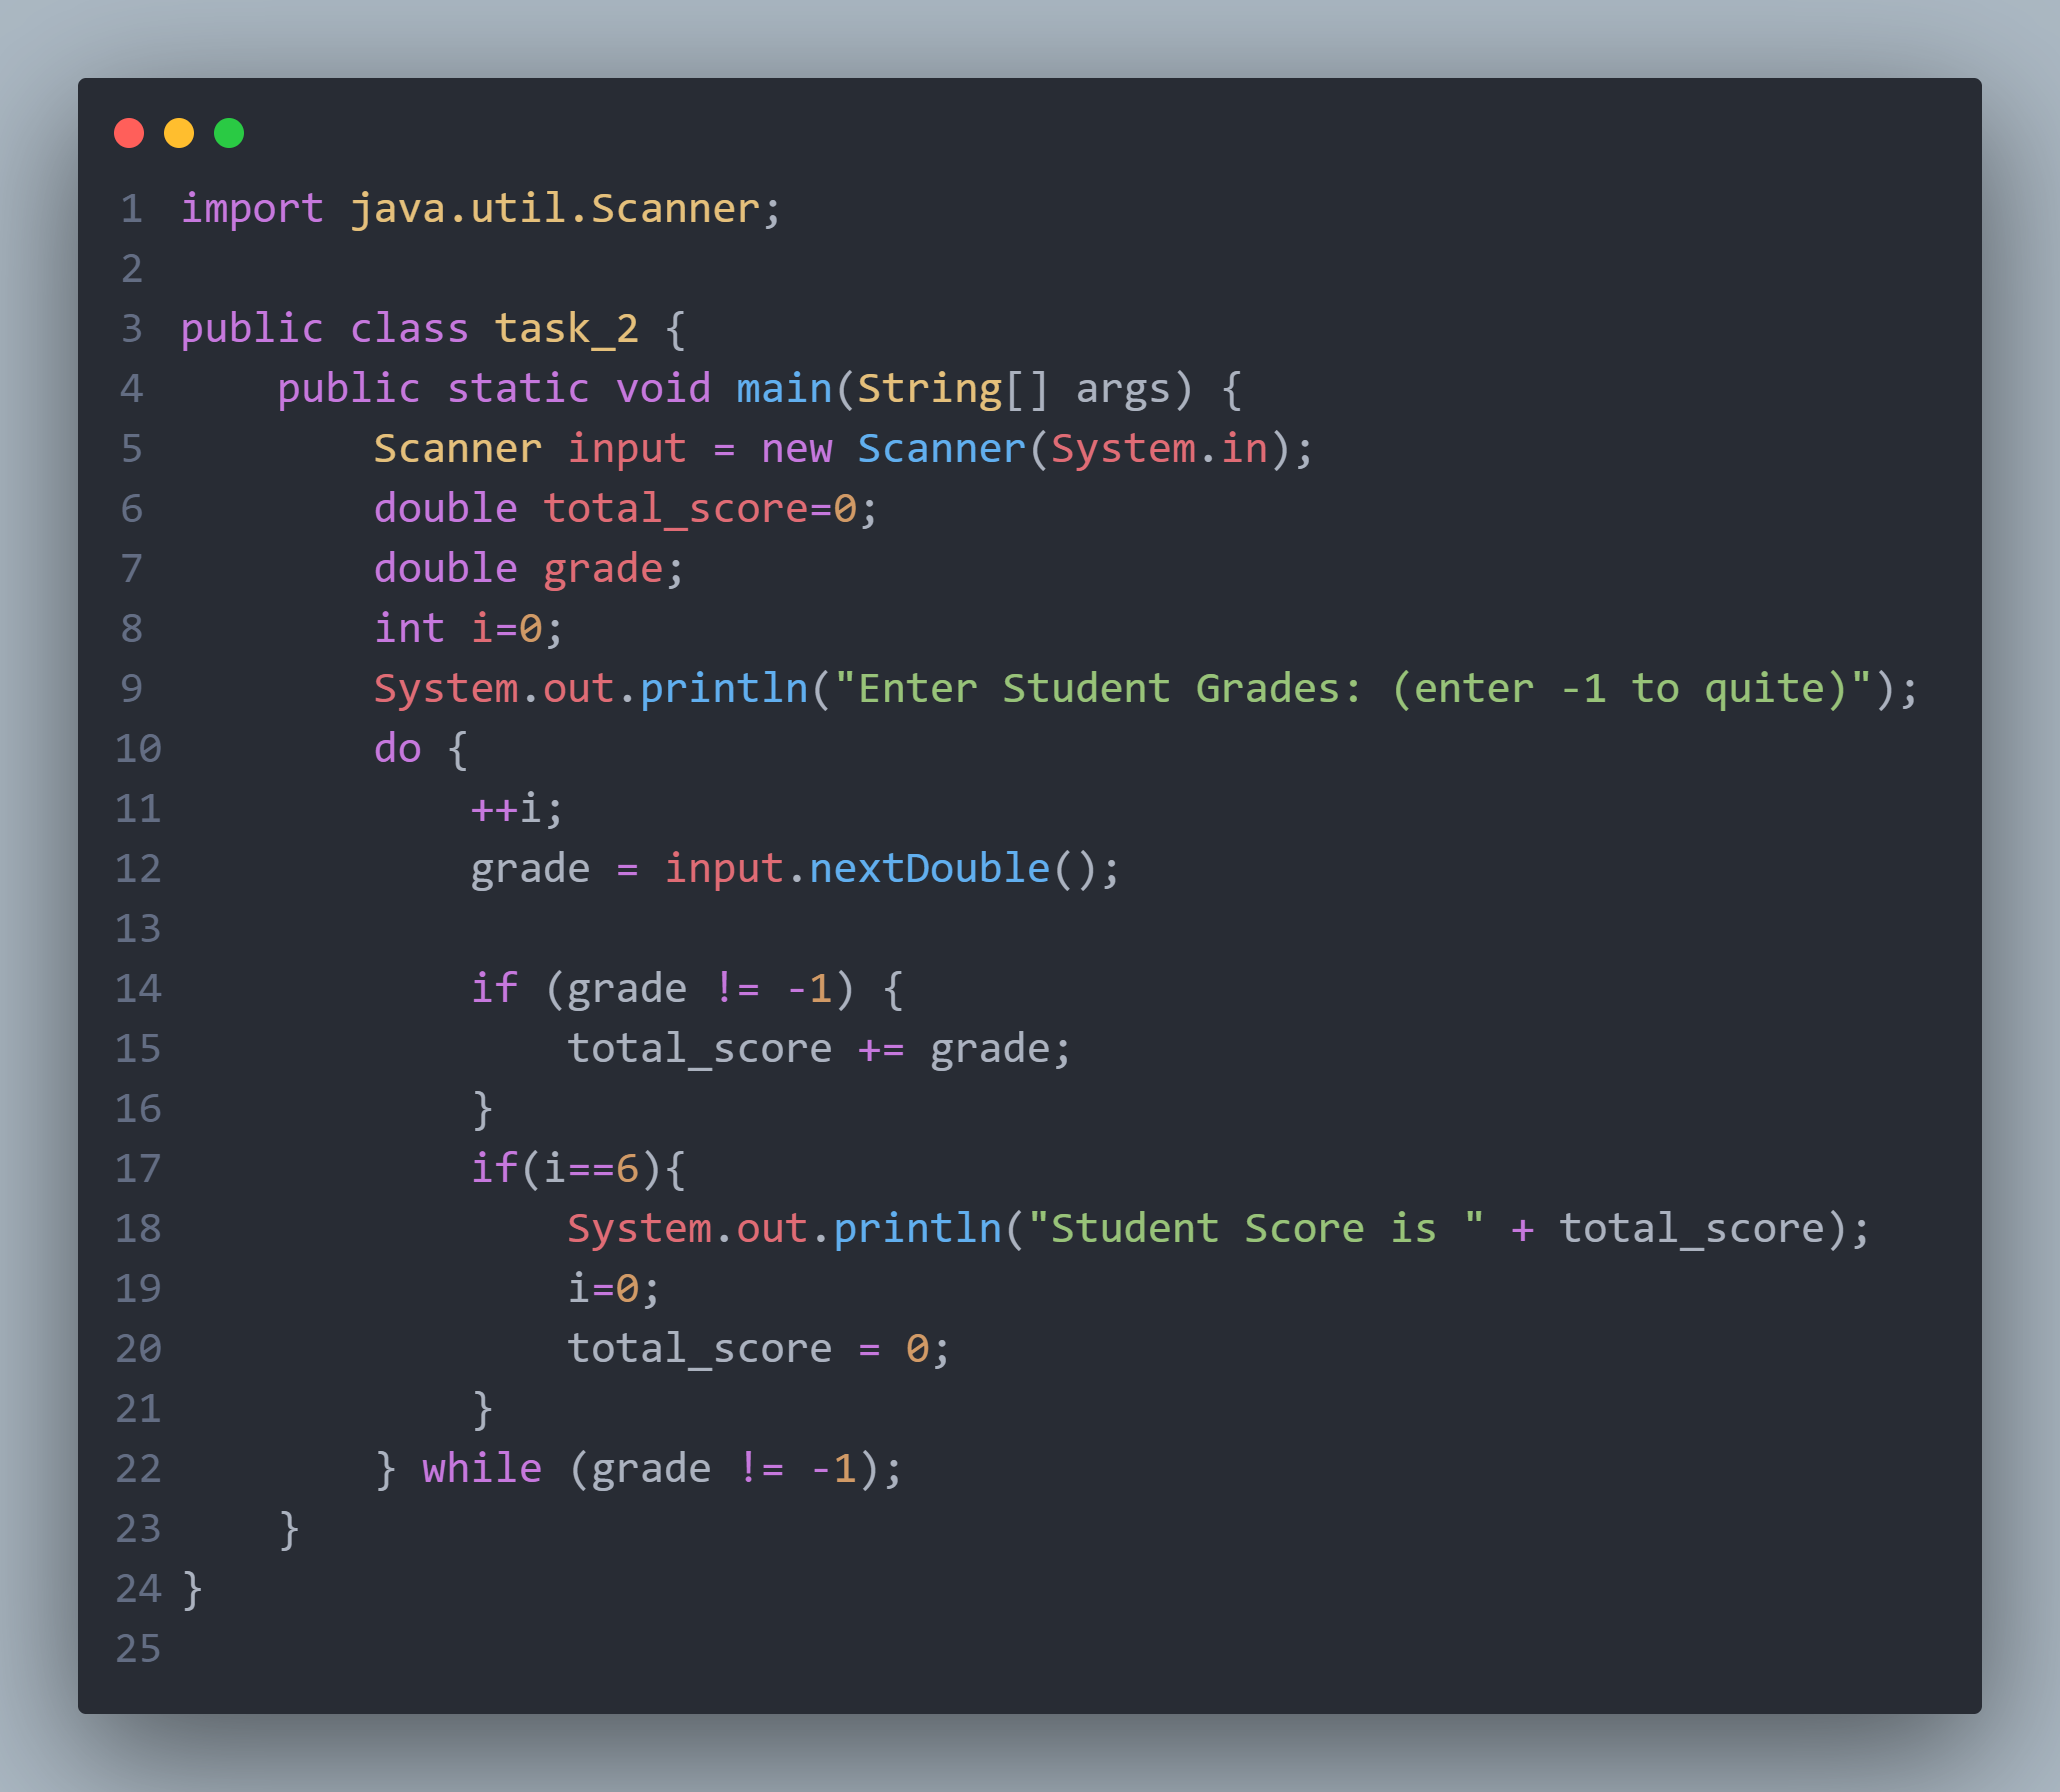 1 import java.util.Scanner;
2
3 public class task_2 {
4     public static void main(String[] args) {
5         Scanner input = new Scanner(System.in);
6         double total_score=0;
7         double grade;
8         int i=0;
9         System.out.println("Enter Student Grades: (enter -1 to quite)");
10         do {
11             ++i;
12             grade = input.nextDouble();
13
14             if (grade != -1) {
15                 total_score += grade;
16             }
17             if(i==6){
18                 System.out.println("Student Score is " + total_score);
19                 i=0;
20                 total_score = 0;
21             }
22         } while (grade != -1);
23     }
24 }
25